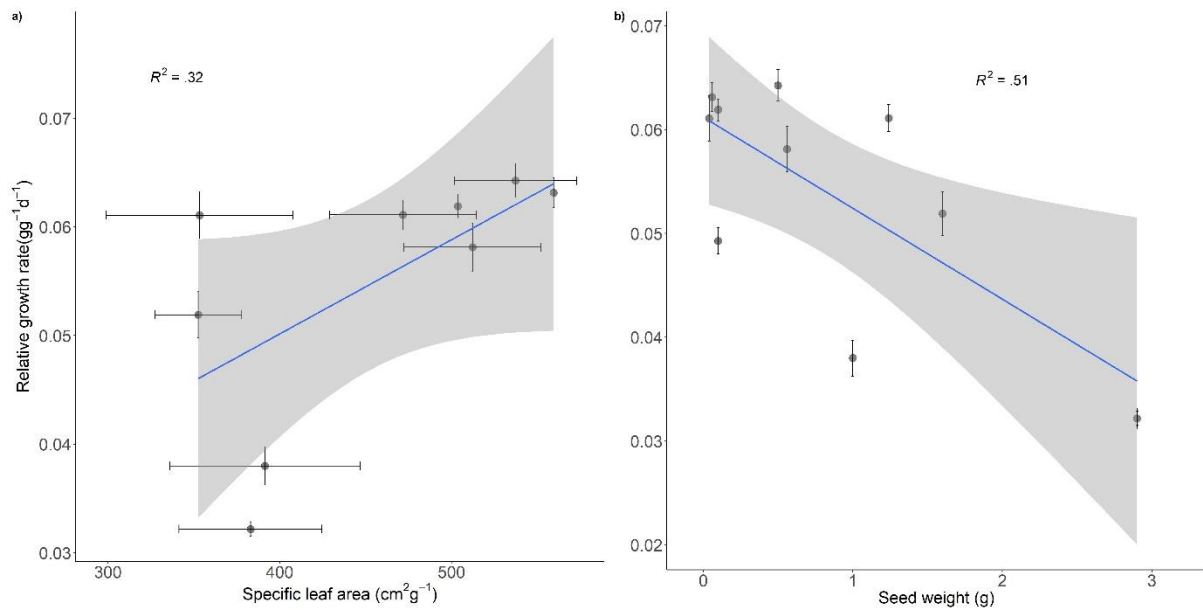 a)
R² = .32
0.07
0.06
0.05
0.04
0.03
300
400
500
Relative growth rate(gg⁻¹d⁻¹)
Specific leaf area (cm²g⁻¹)
b)
R² = .51
0.07
0.06
0.05
0.04
0.03
0.02
0
1
2
3
Seed weight (g)